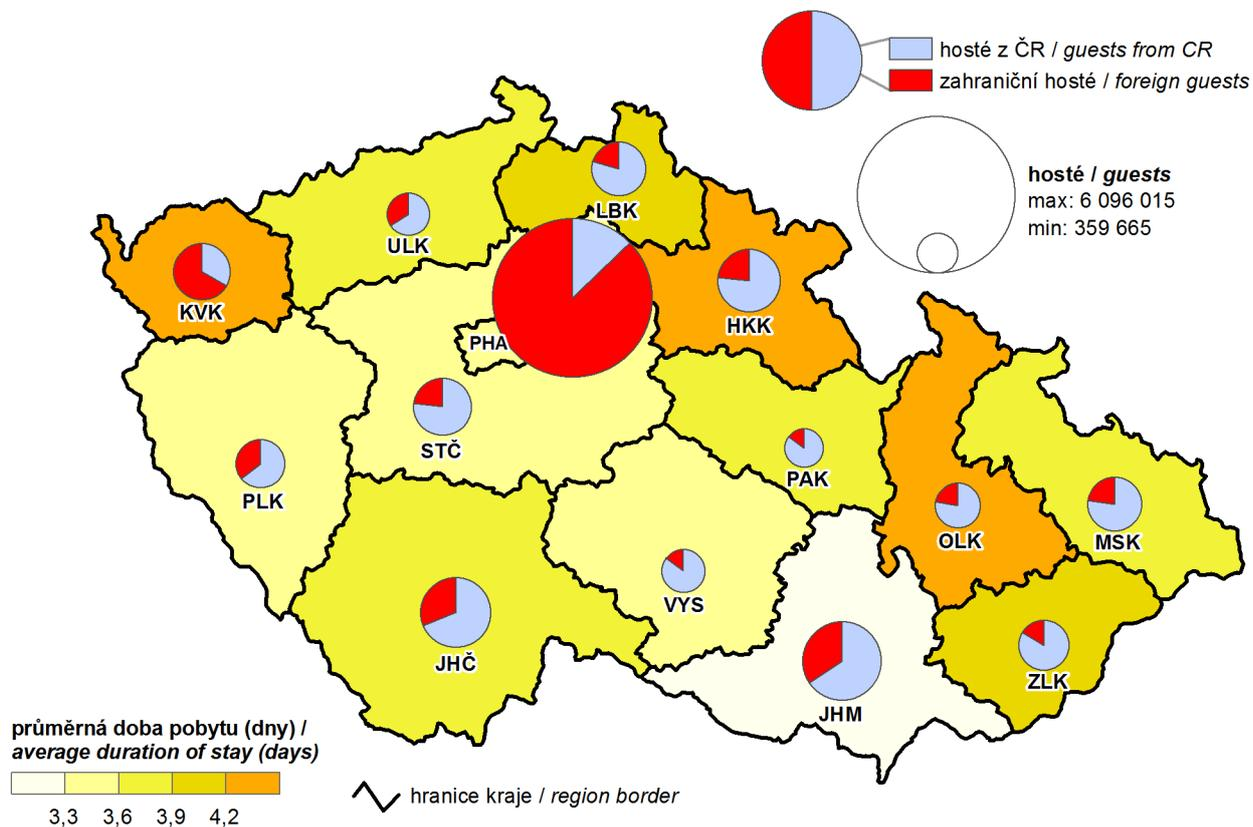 hosté z ČR / guests from CR
zahraniční hosté / foreign guests
hosté / guests
max: 6 096 015
min: 359 665
LBK
ULK
KVK
HKK
PHA
STČ
PAK
PLK
OLK
MSK
VYS
JHČ
ZLK
JHM
průměrná doba pobytu (dny) /
average duration of stay (days)
3,3 3,6 3,9 4,2
hranice kraje / region border